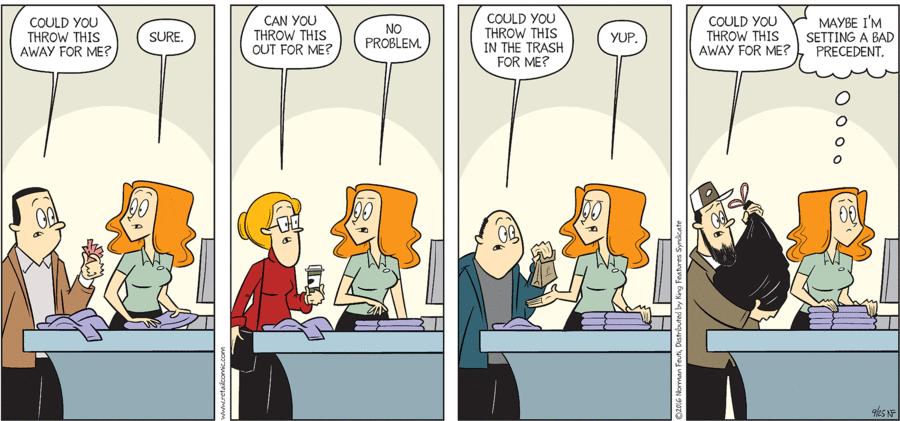 COULD YOU
THROW THIS
AWAY FOR ME?
SURE.
CAN YOU
THROW THIS
OUT FOR ME?
NO
PROBLEM.
COULD YOU
THROW THIS
IN THE TRASH
FOR ME?
YUP.
COULD YOU
THROW THIS
AWAY FOR ME?
MAYBE I'M
SETTING A BAD
PRECEDENT.
www.retailcomic.com
©2016 Norman Feuti, Distributed by King Features Syndicate
9/25 NF